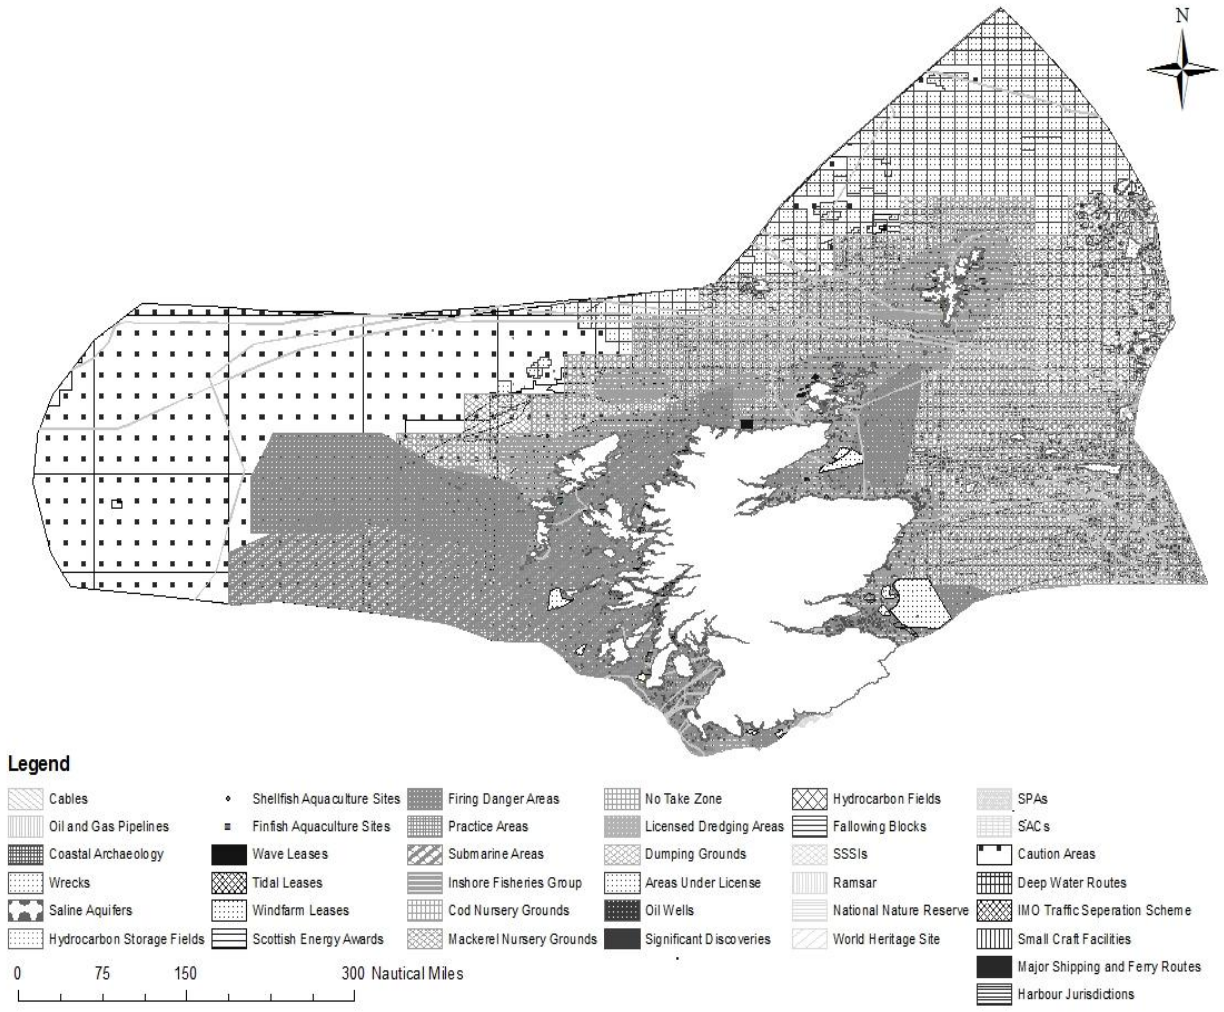 N
Legend
Cables
Oil and Gas Pipelines
Coastal Archaeology
Wrecks
Saline Aquifers
Hydrocarbon Storage Fields
Shellfish Aquaculture Sites
Finfish Aquaculture Sites
Wave Leases
Tidal Leases
Windfarm Leases
Scottish Energy Awards
Firing Danger Areas
Practice Areas
Submarine Areas
Inshore Fisheries Group
Cod Nursery Grounds
Mackerel Nursery Grounds
No Take Zone
Licensed Dredging Areas
Dumping Grounds
Areas Under License
Oil Wells
Significant Discoveries
Hydrocarbon Fields
Fallowing Blocks
SSSIs
Ramsar
National Nature Reserve
World Heritage Site
SPAs
SACs
Caution Areas
Deep Water Routes
IMO Traffic Seperation Scheme
Small Craft Facilities
Major Shipping and Ferry Routes
Harbour Jurisdictions
0 75 150 300 Nautical Miles